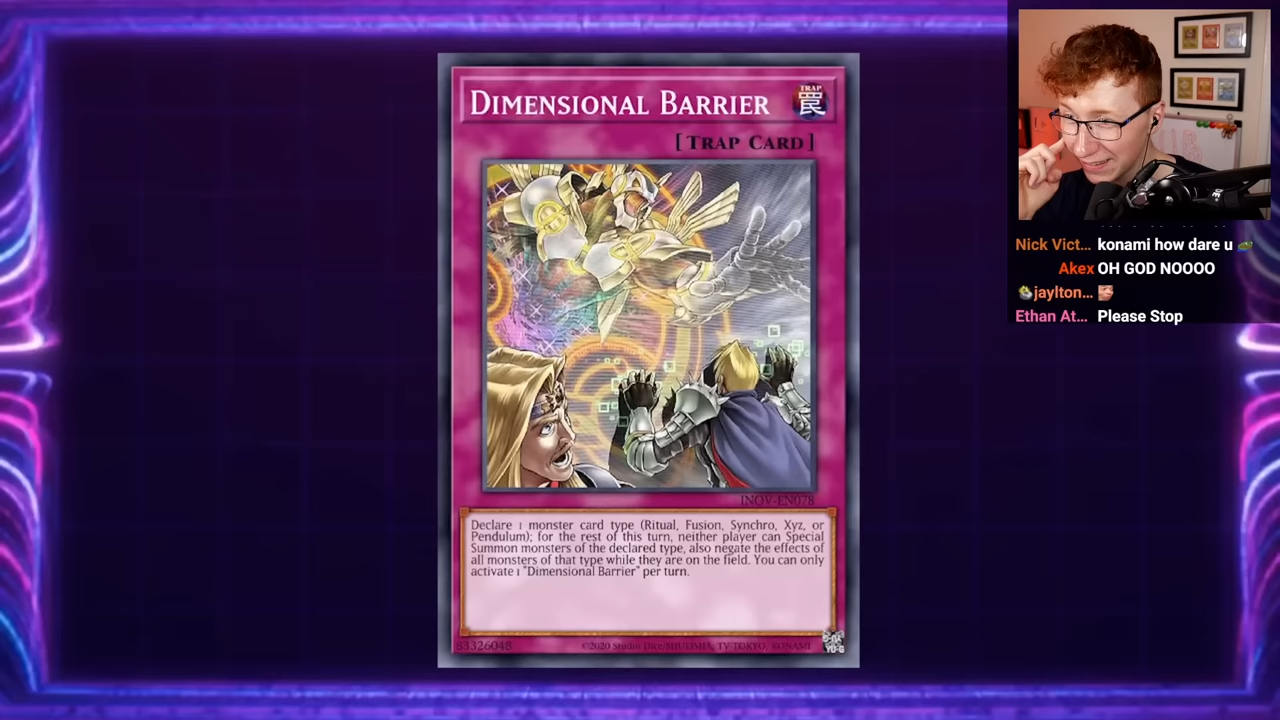 DIMENSIONAL BARRIER
TRAP
罠
[TRAP CARD]
INOV-EN078
Declare 1 monster card type (Ritual, Fusion, Synchro, Xyz, or
Pendulum); for the rest of this turn, neither player can Special
Summon monsters of the declared type, also negate the effects of
all monsters of that type while they are on the field. You can only
activate 1 "Dimensional Barrier" per turn.
83326048
©2020 Studio Dice/SHUEISHA, TV TOKYO, KONAMI
Nick Vict... konami how dare u
Akex OH GOD NOOOO
jaylton...
Ethan At... Please Stop